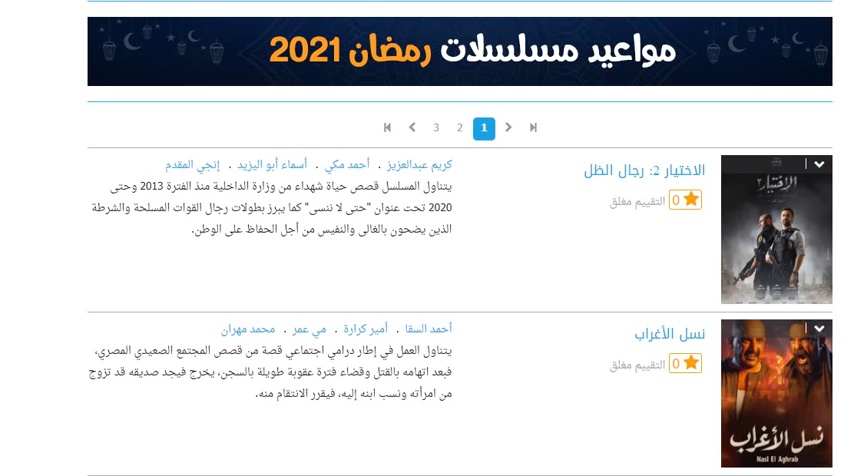 مواعيد مسلسلات رمضان 2021
1 2 3
الاختيار 2: رجال الظل
0 التقييم مغلق
كريم عبدالعزيز . أحمد مكي . أسماء أبو اليزيد . إنجي المقدم
يتناول المسلسل قصص حياة شهداء من وزارة الداخلية منذ الفترة 2013 وحتى
2020 تحت عنوان "حتى لا ننسى" كما يبرز بطولات رجال القوات المسلحة والشرطة
الذين يضحون بالغالى والنفيس من أجل الحفاظ على الوطن.
الاختيار ٢
نسل الأغراب
0 التقييم مغلق
أحمد السقا . أمير كرارة . مي عمر . محمد مهران
يتناول العمل في إطار درامي اجتماعي قصة من قصص المجتمع الصعيدي المصري،
فبعد اتهامه بالقتل وقضاء فترة عقوبة طويلة بالسجن، يخرج فيجد صديقه قد تزوج
من امرأته ونسب ابنه إليه، فيقرر الانتقام منه.
نسل الأغراب
Nasl El Aghrab